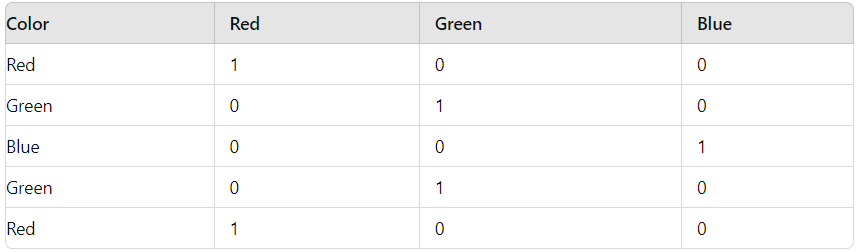 Color Red Green Blue
Red 1 0 0
Green 0 1 0
Blue 0 0 1
Green 0 1 0
Red 1 0 0